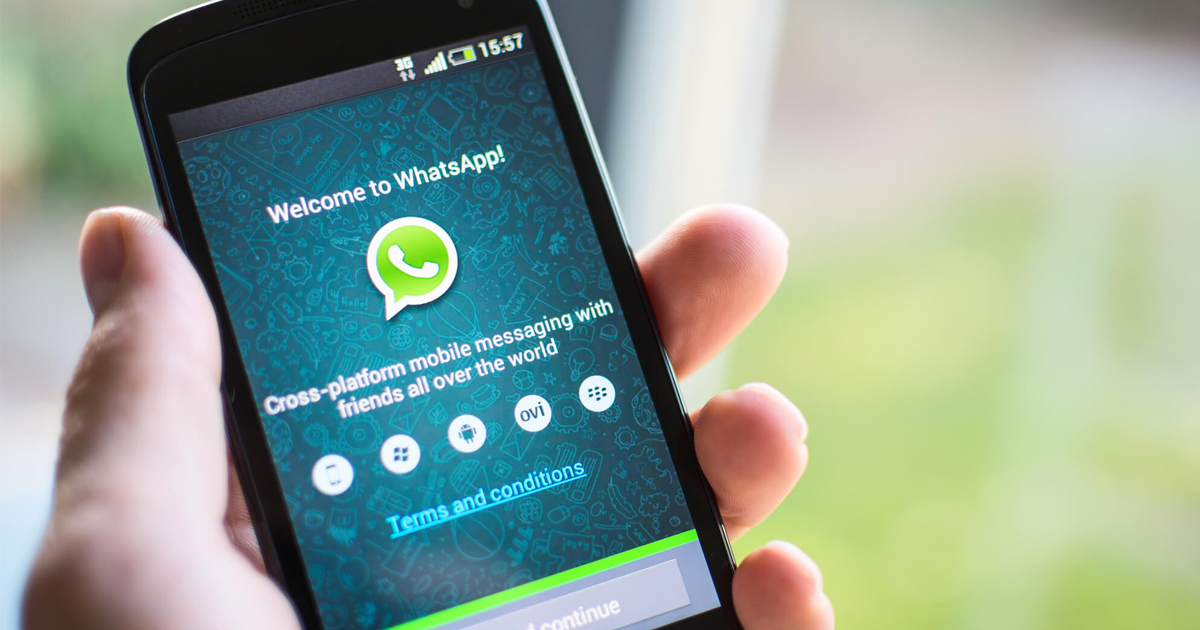 3G 15:57
Welcome to WhatsApp!
Cross-platform mobile messaging with
friends all over the world
ovi
Terms and conditions
continue